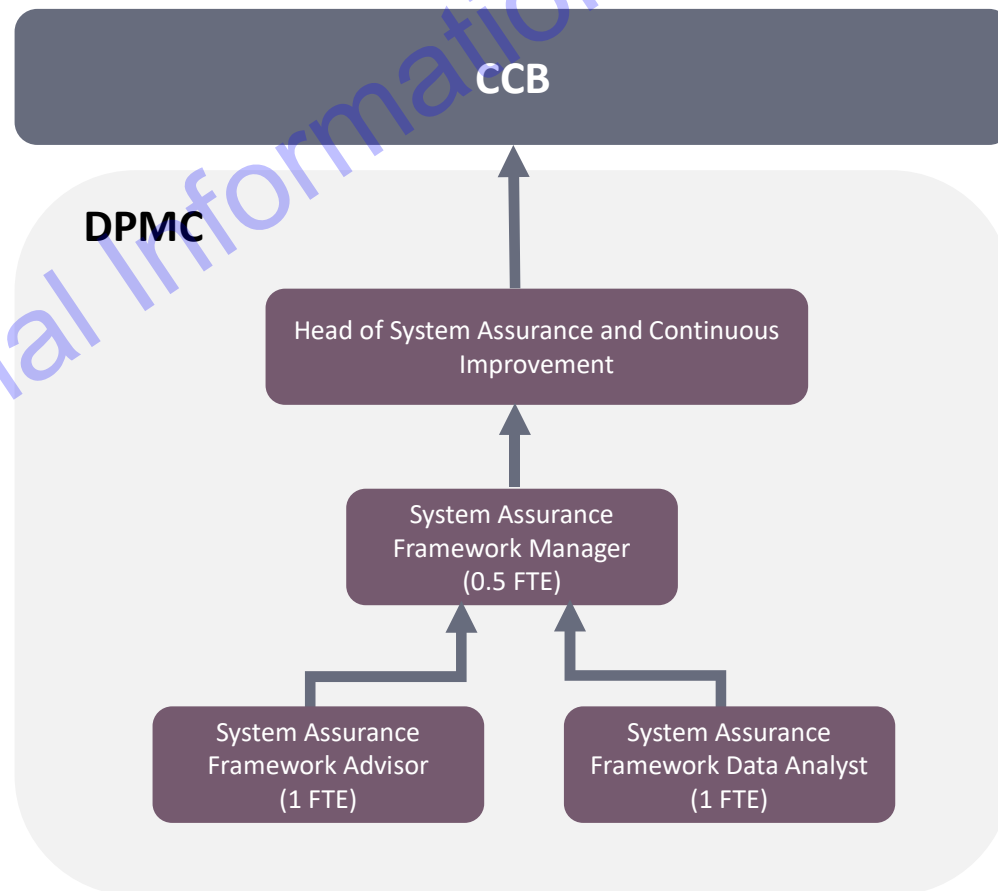 CCB
DPMC
Head of System Assurance and Continuous
Improvement
System Assurance
Framework Manager
(0.5 FTE)
System Assurance
Framework Advisor
(1 FTE)
System Assurance
Framework Data Analyst
(1 FTE)
Information